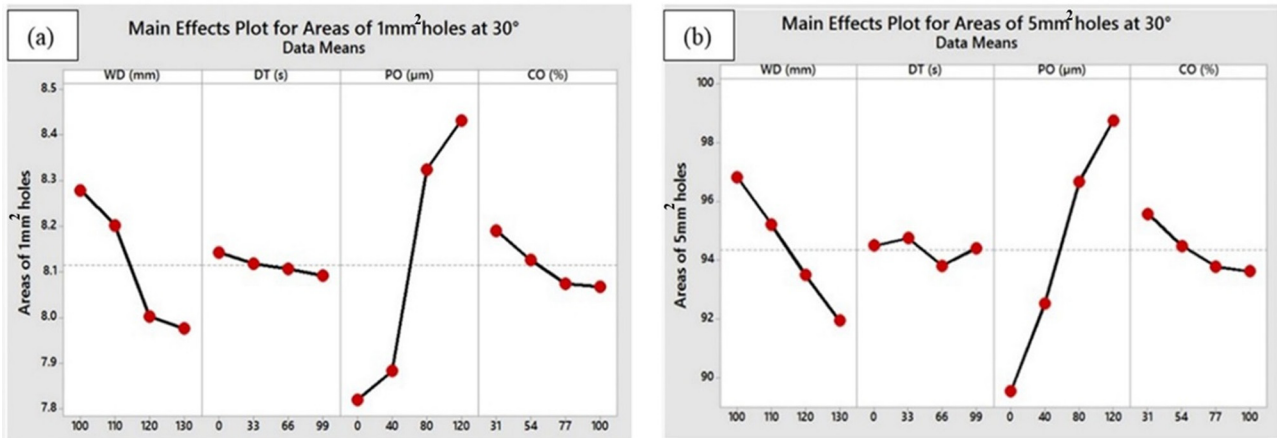 (a)
Main Effects Plot for Areas of 1mm² holes at 30°
Data Means
WD (mm) DT (s) PO (µm) CO (%)
Areas of 1mm² holes
8.5
8.4
8.3
8.2
8.1
8.0
7.9
7.8
100 110 120 130 0 33 66 99 0 40 80 120 31 54 77 100
(b)
Main Effects Plot for Areas of 5mm² holes at 30°
Data Means
WD (mm) DT (s) PO (µm) CO (%)
Areas of 5mm² holes
100
98
96
94
92
90
100 110 120 130 0 33 66 99 0 40 80 120 31 54 77 100